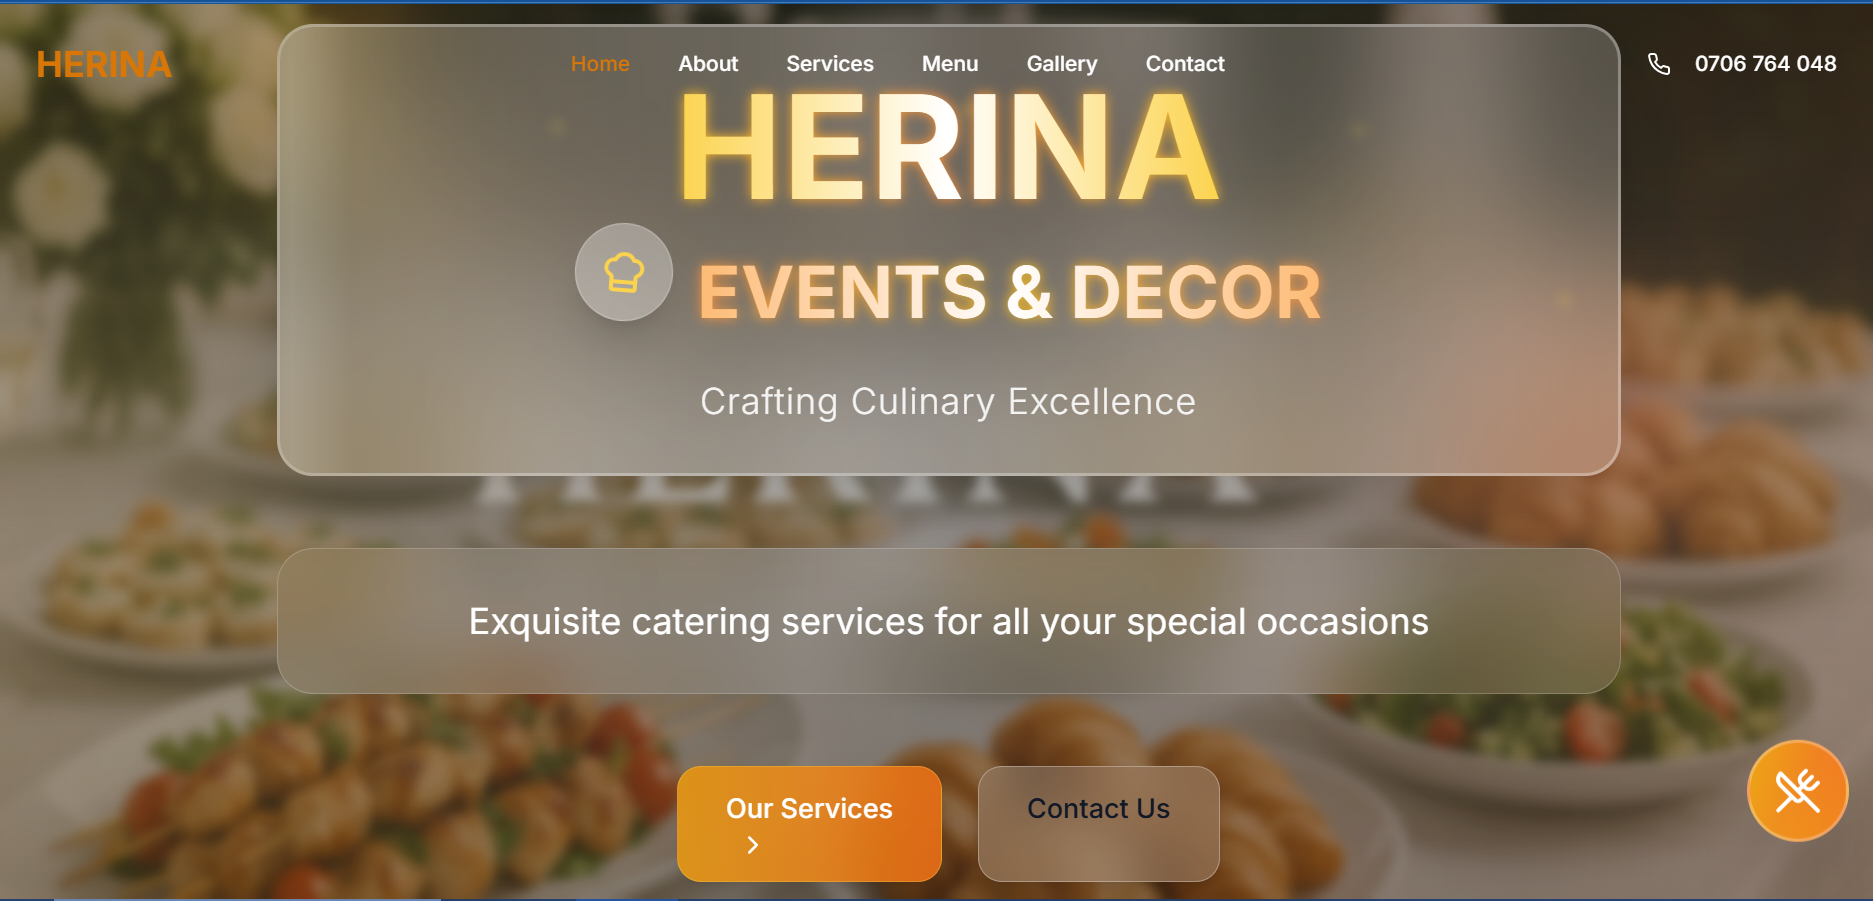 HERINA
Home About Services Menu Gallery Contact
0706 764 048
HERINA
EVENTS & DECOR
Crafting Culinary Excellence
HERINA
Exquisite catering services for all your special occasions
Our Services
Contact Us